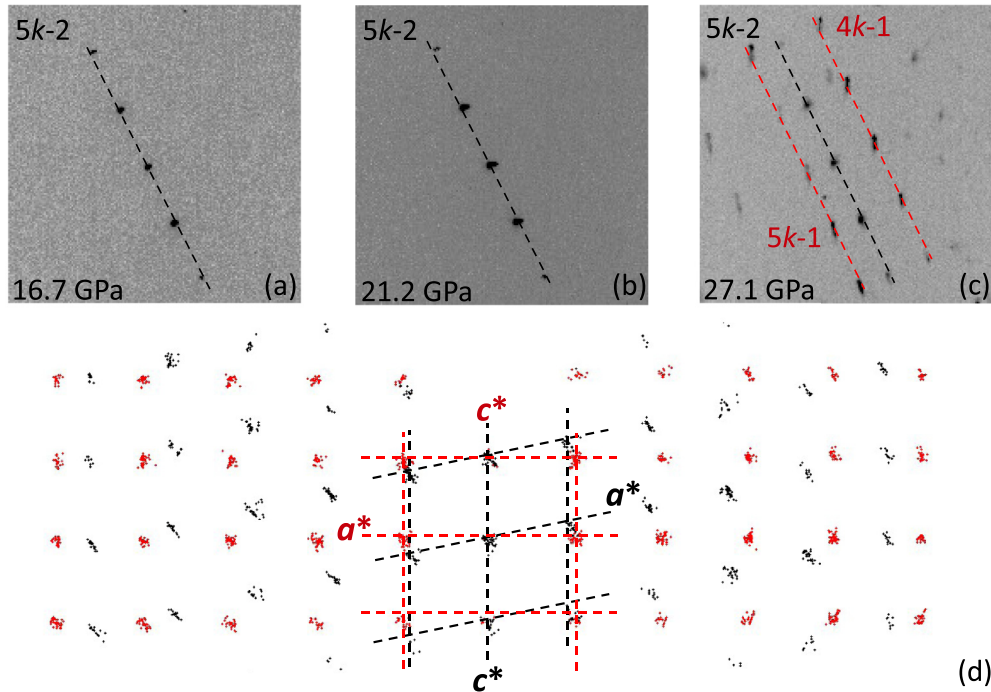 5k-2
16.7 GPa
(a)
5k-2
21.2 GPa
(b)
5k-2
4k-1
5k-1
27.1 GPa
(c)
c*
a*
a*
c*
(d)